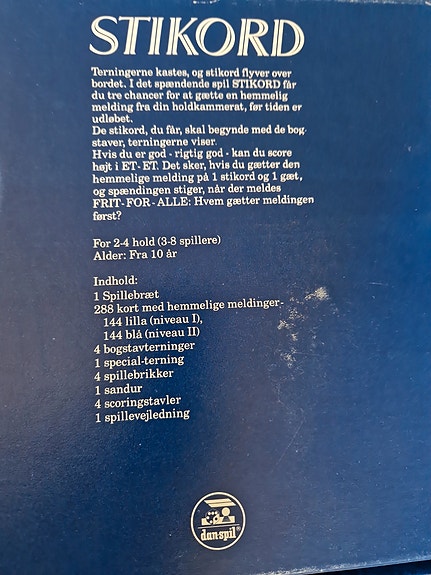 STIKORD
Terningerne kastes, og stikord flyver over
bordet. I det spændende spil STIKORD får
du tre chancer for at gætte en hemmelig
melding fra din holdkammerat, før tiden er
udløbet.
De stikord, du får, skal begynde med de bog-
staver, terningerne viser.
Hvis du er god - rigtig god - kan du score
højt i ET-ET. Det sker, hvis du gætter den
hemmelige melding på 1 stikord og 1 gæt,
og spændingen stiger, når der meldes
FRIT-FOR-ALLE: Hvem gætter meldingen
først?
For 2-4 hold (3-8 spillere)
Alder: Fra 10 år
Indhold:
1 Spillebræt
288 kort med hemmelige meldinger-
144 lilla (niveau I),
144 blå (niveau II)
4 bogstavterninger
1 special-terning
4 spillebrikker
1 sandur
4 scoringstavler
1 spillevejledning
dan-spil®